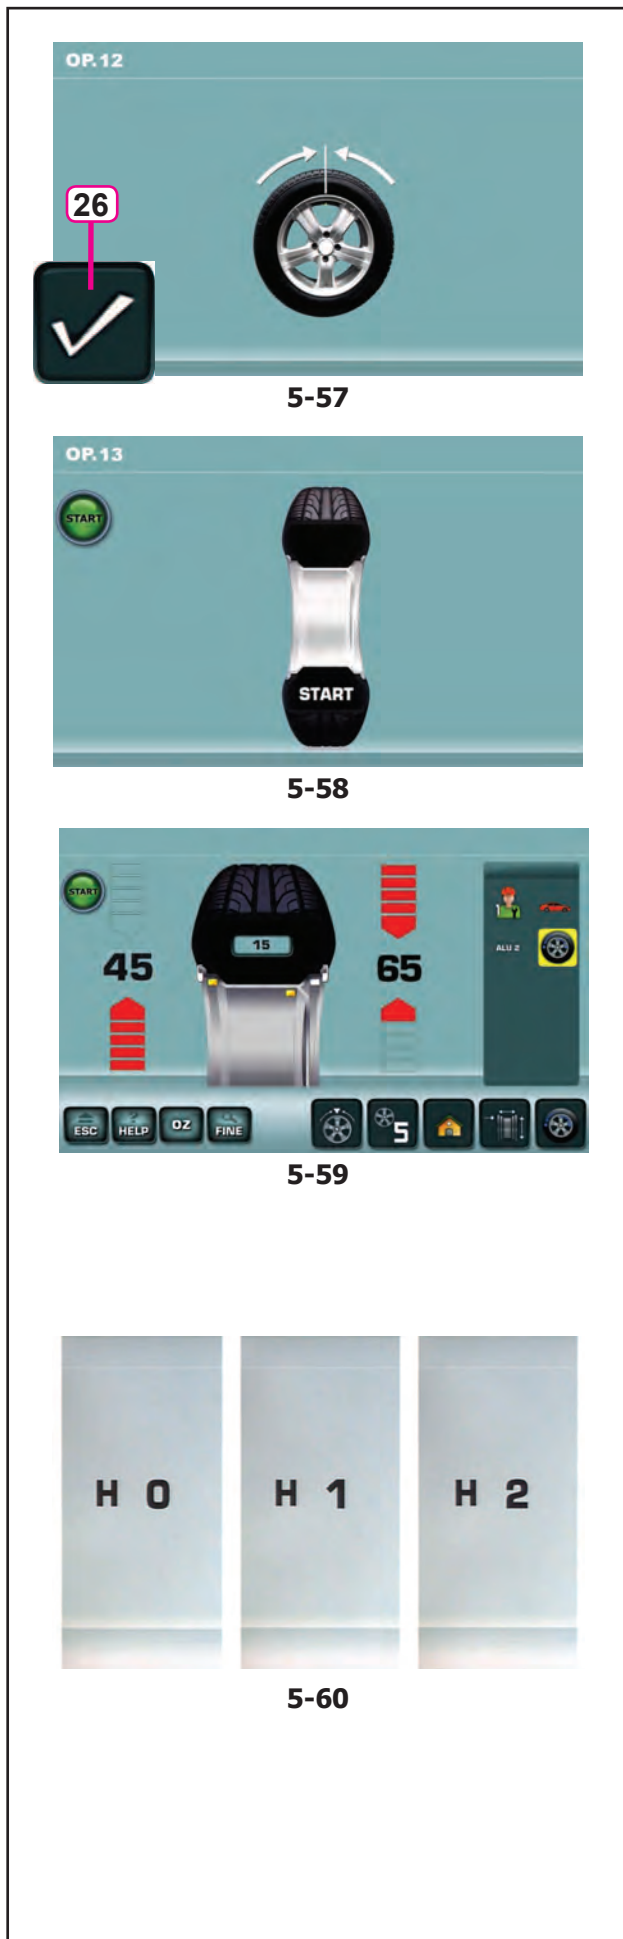 OP.12
26
5-57
OP.13
START
START
5-58
START
15
45
65
ALU 2
ESC
HELP
OZ
FINE
5
5-59
H 0
H 1
H 2
5-60